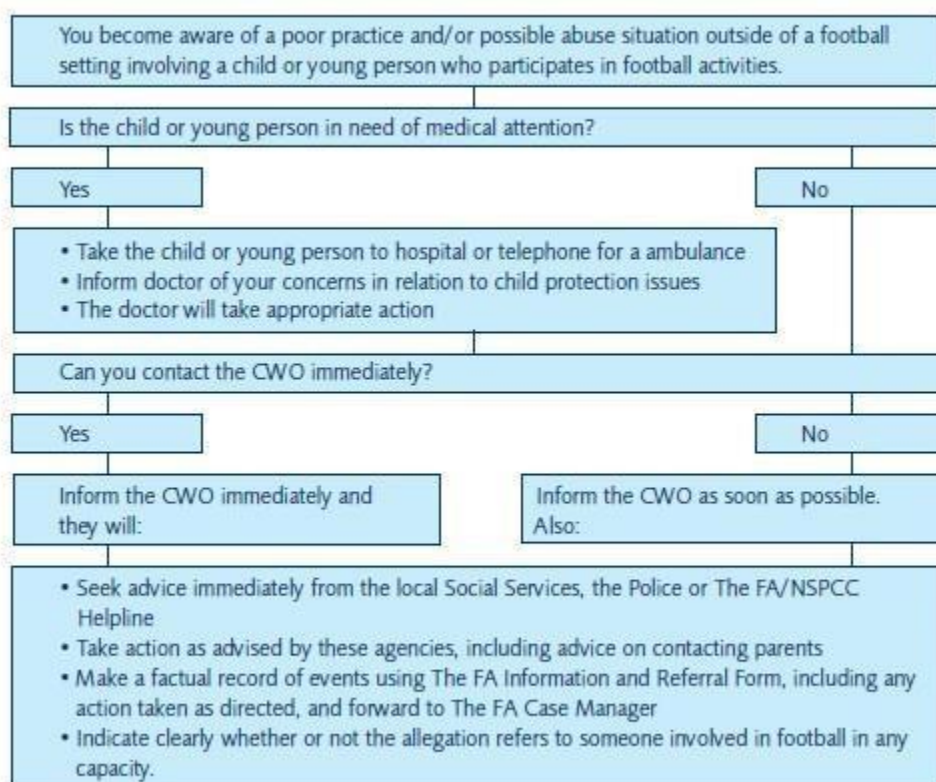 You become aware of a poor practice and/or possible abuse situation outside of a football
setting involving a child or young person who participates in football activities.
Is the child or young person in need of medical attention?
Yes
No
• Take the child or young person to hospital or telephone for a ambulance
• Inform doctor of your concerns in relation to child protection issues
• The doctor will take appropriate action
Can you contact the CWO immediately?
Yes
No
Inform the CWO immediately and
they will:
Inform the CWO as soon as possible.
Also:
• Seek advice immediately from the local Social Services, the Police or The FA/NSPCC
Helpline
• Take action as advised by these agencies, including advice on contacting parents
• Make a factual record of events using The FA Information and Referral Form, including any
action taken as directed, and forward to The FA Case Manager
• Indicate clearly whether or not the allegation refers to someone involved in football in any
capacity.